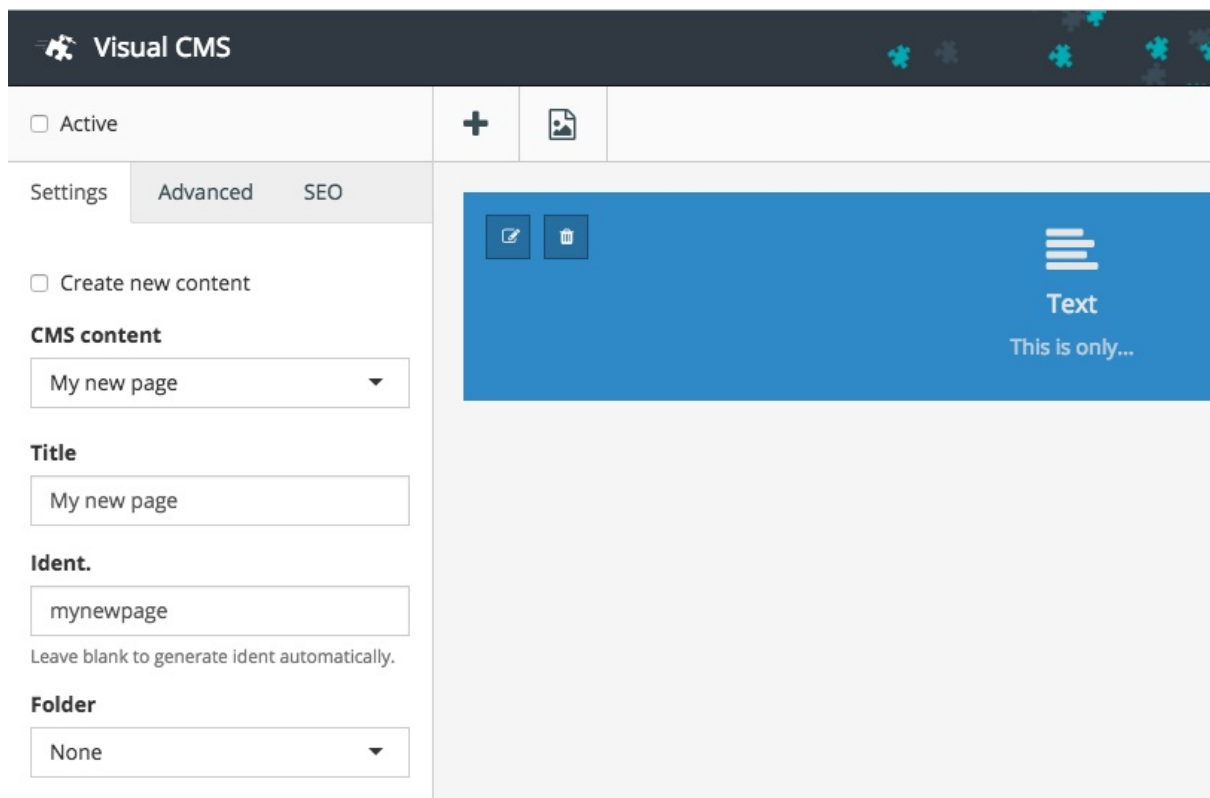 Visual CMS
Active
Settings Advanced SEO
Create new content
CMS content
My new page
Title
My new page
Ident.
mynewpage
Leave blank to generate ident automatically.
Folder
None
Text
This is only...